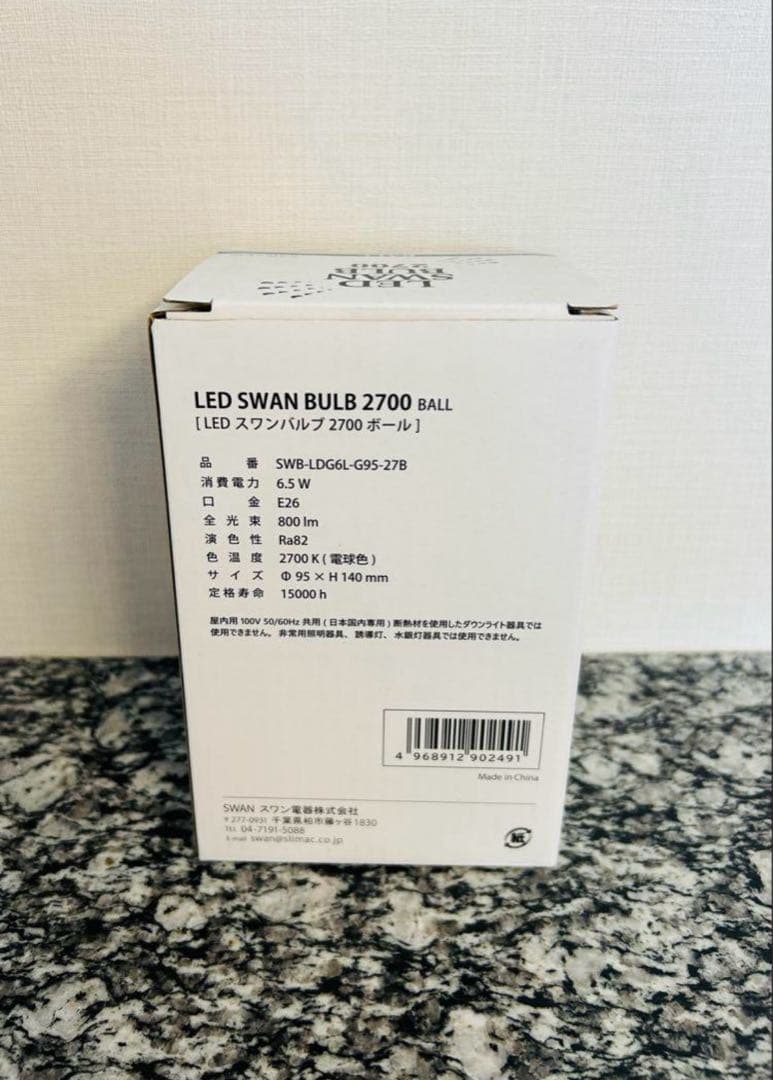 LED
SWAN
BULB
2700
LED SWAN BULB 2700 BALL
[ LED スワンバルブ 2700 ボール ]
品番 SWB-LDG6L-G95-27B
消費電力 6.5 W
口金 E26
全光束 800 lm
演色性 Ra82
色温度 2700 K ( 電球色 )
サイズ Φ 95 × H 140 mm
定格寿命 15000 h
屋内用 100V 50/60Hz 共用 ( 日本国内専用 ) 断熱材を使用したダウンライト器具では
使用できません。非常用照明器具、誘導灯、水銀灯器具では使用できません。
4 968912 902491
Made in China
SWAN スワン電器株式会社
〒277-0931 千葉県柏市藤ヶ谷1830
TEL 04-7191-5088
E-mail swan@slimac.co.jp